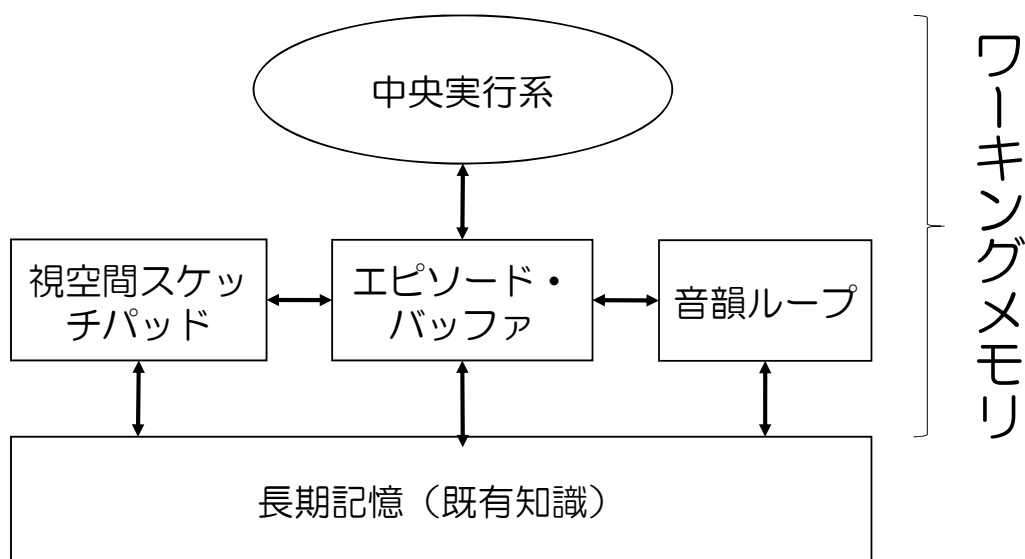 中央実行系
視空間スケッ
チパッド
エピソード・
バッファ
音韻ループ
長期記憶（既有知識）
ワーキングメモリ